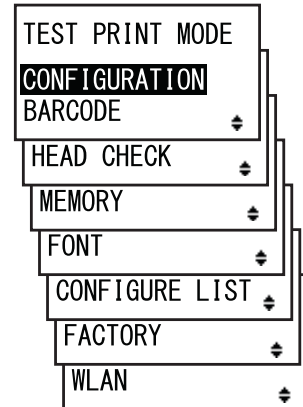 TEST PRINT MODE
CONFIGURATION
BARCODE
HEAD CHECK
MEMORY
FONT
CONFIGURE LIST
FACTORY
WLAN